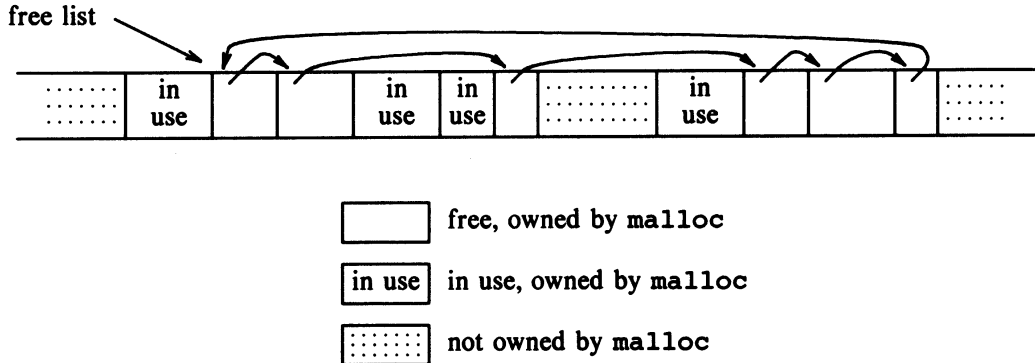 free list
in
use
in
use
in
use
in
use
free, owned by malloc
in use
in use, owned by malloc
not owned by malloc